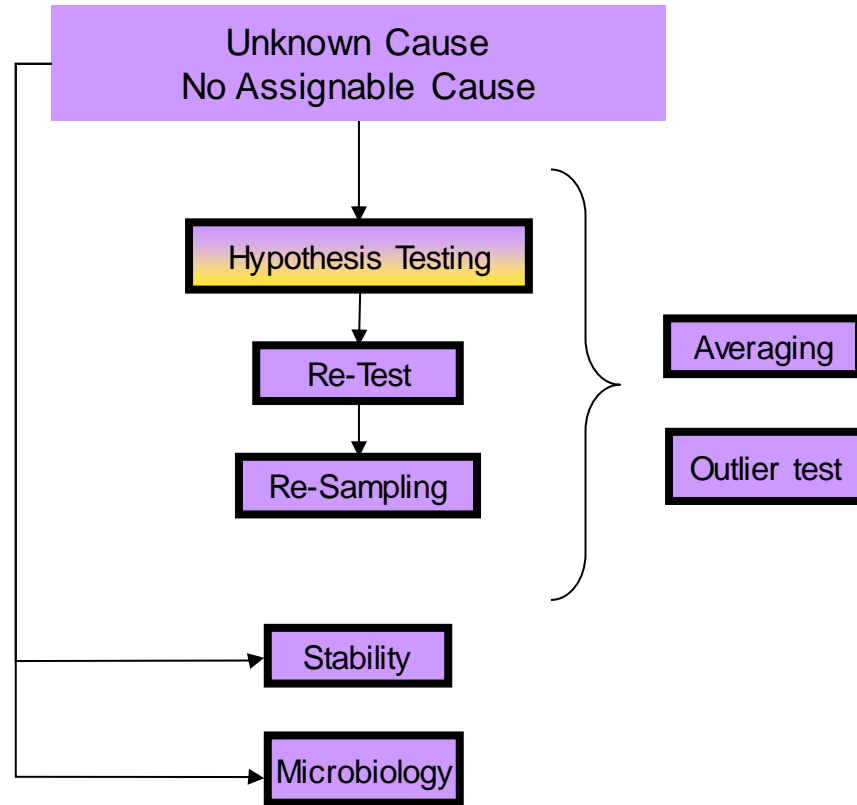 Unknown Cause
No Assignable Cause
Hypothesis Testing
Re-Test
Re-Sampling
Averaging
Outlier test
Stability
Microbiology